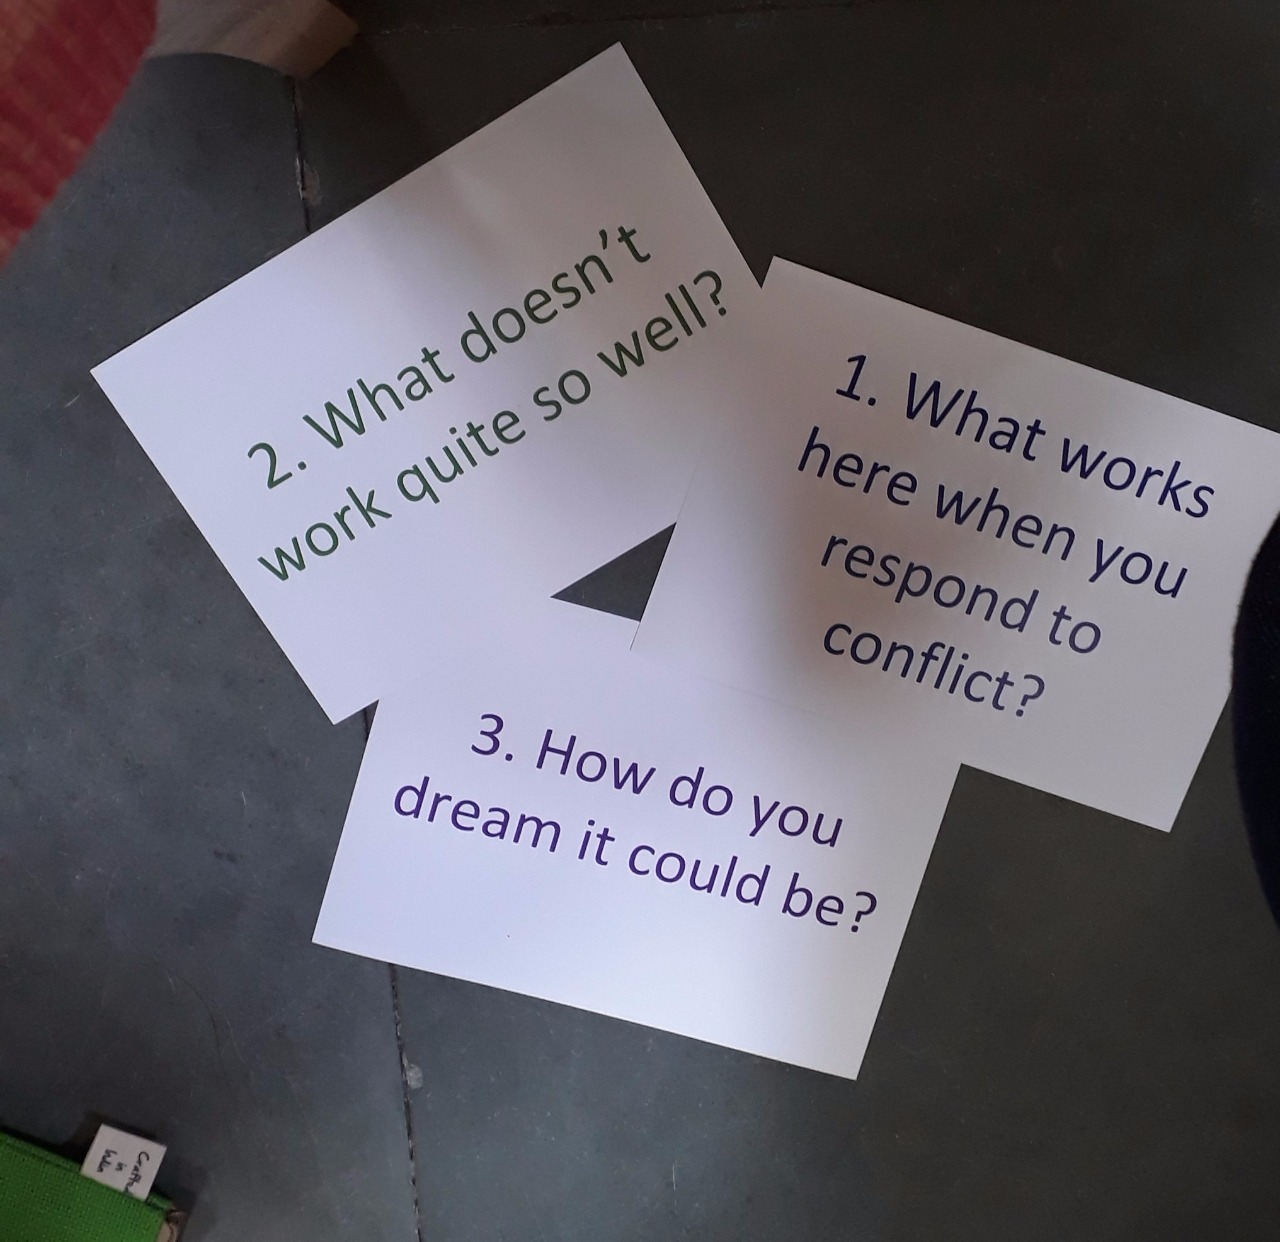 1. What works
here when you
respond to
conflict?
2. What doesn’t
work quite so well?
3. How do you
dream it could be?
in